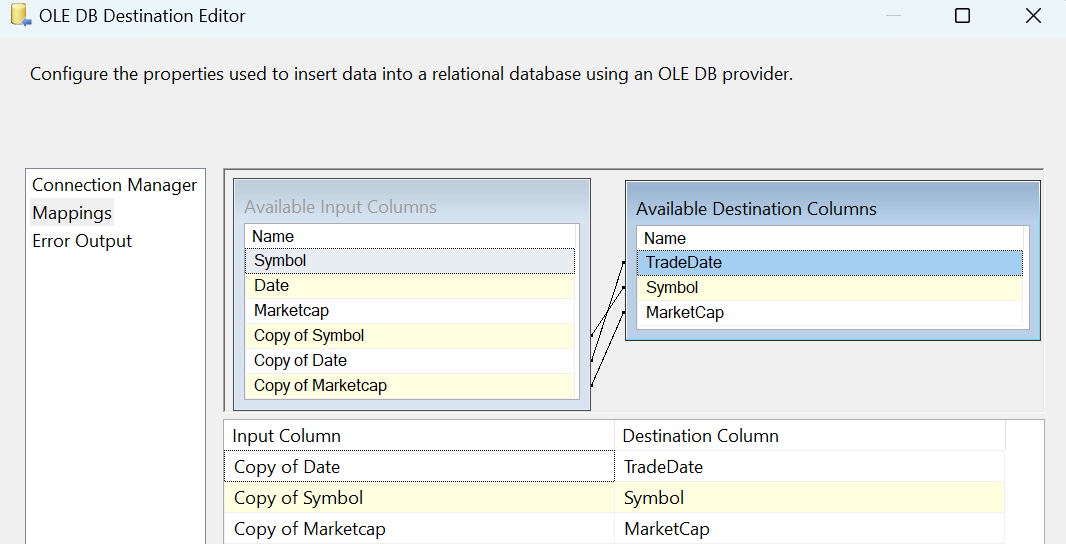 OLE DB Destination Editor
Configure the properties used to insert data into a relational database using an OLE DB provider.
Connection Manager
Mappings
Error Output
Available Input Columns
Name
Symbol
Date
Marketcap
Copy of Symbol
Copy of Date
Copy of Marketcap
Available Destination Columns
Name
TradeDate
Symbol
MarketCap
Input Column Destination Column
Copy of Date TradeDate
Copy of Symbol Symbol
Copy of Marketcap MarketCap